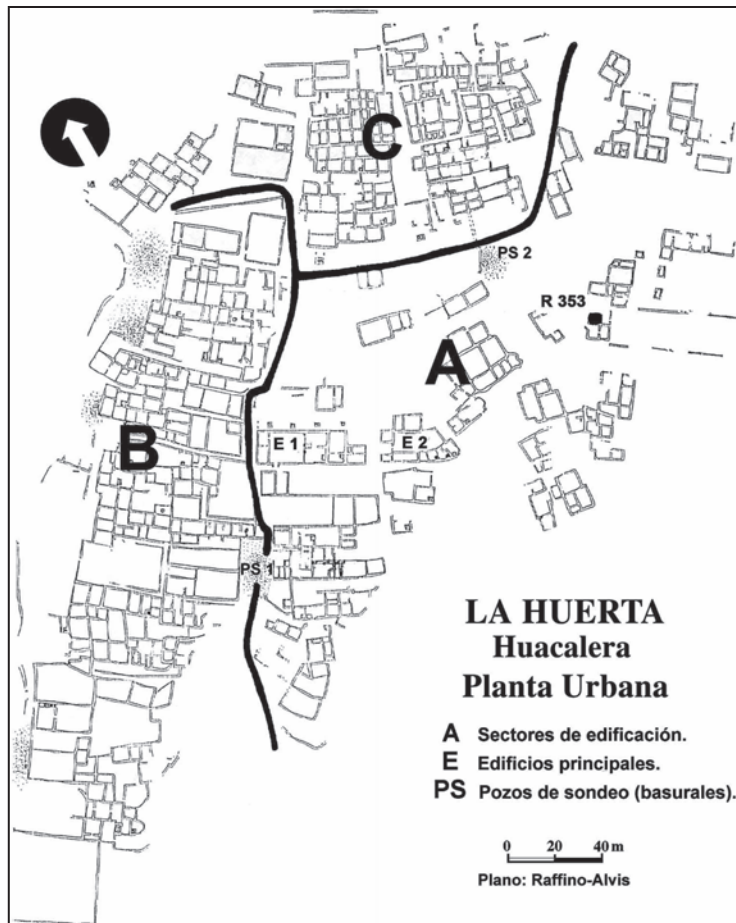 C
PS 2
R 353
A
E 1
E 2
B
PS 1
LA HUERTA
Huacalera
Planta Urbana
A Sectores de edificación.
E Edificios principales.
PS Pozos de sondeo (basurales).
0 20 40 m
Plano: Raffino-Alvis